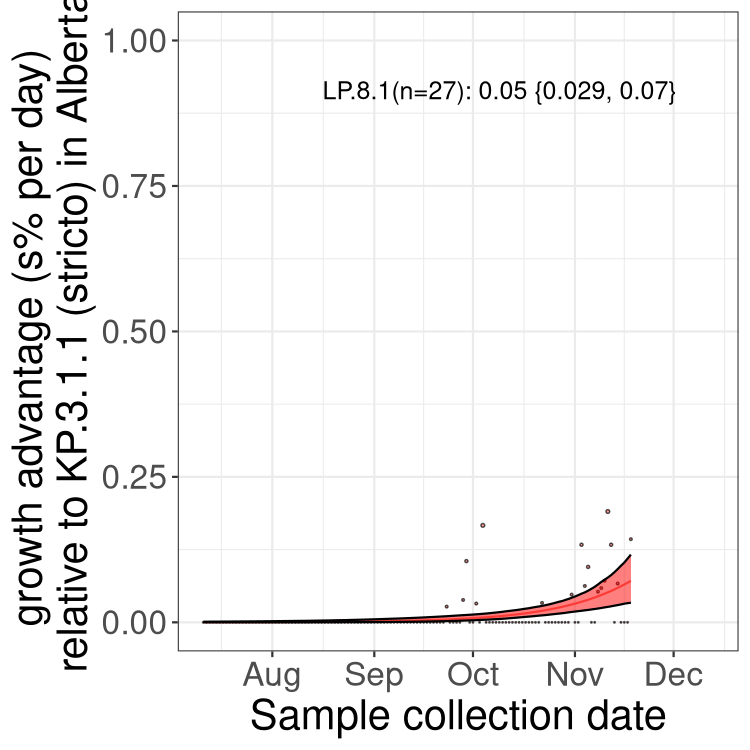 growth advantage (s% per day)
relative to KP.3.1.1 (stricto) in Alberta
1.00
0.75
0.50
0.25
0.00
LP.8.1(n=27): 0.05 {0.029, 0.07}
Aug Sep Oct Nov Dec
Sample collection date